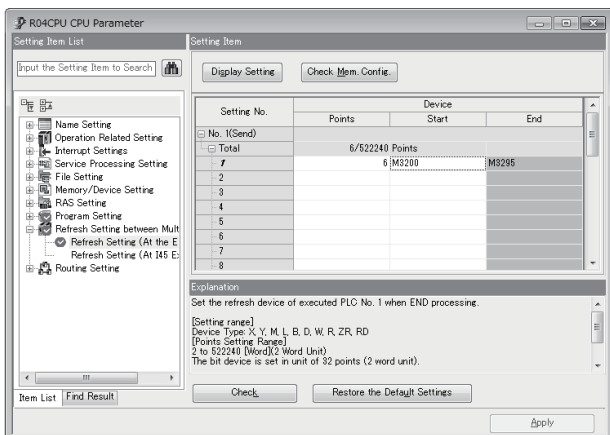 R04CPU CPU Parameter
Setting Item List
Input the Setting Item to Search
Name Setting
Operation Related Setting
Interrupt Settings
Service Processing Setting
File Setting
Memory/Device Setting
RAS Setting
Program Setting
Refresh Setting between Mult
Refresh Setting (At the E
Refresh Setting (At I45 E:
Routing Setting
Item List Find Result
Setting Item
Display Setting Check Mem. Config.
Setting No. Device
Points Start End
No. 1(Send)
Total 6/522240 Points
1 6 M3200 M3295
2
3
4
5
6
7
8
Explanation
Set the refresh device of executed PLC No. 1 when END processing.
[Setting range]
Device Type: X, Y, M, L, B, D, W, R, ZR, RD
[Points Setting Range]
2 to 522240 [Word](2 Word Unit)
The bit device is set in unit of 32 points (2 word unit).
Check Restore the Default Settings
Apply